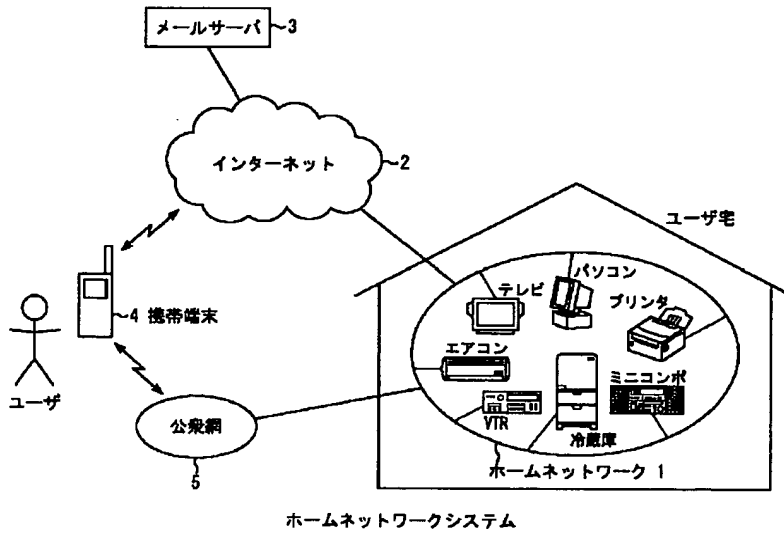 メールサーバ 3
インターネット 2
ユーザ宅
パソコン
テレビ
プリンタ
4 携帯端末
エアコン
ミニコンポ
ユーザ
VTR
冷蔵庫
公衆網
5
ホームネットワーク 1
ホームネットワークシステム